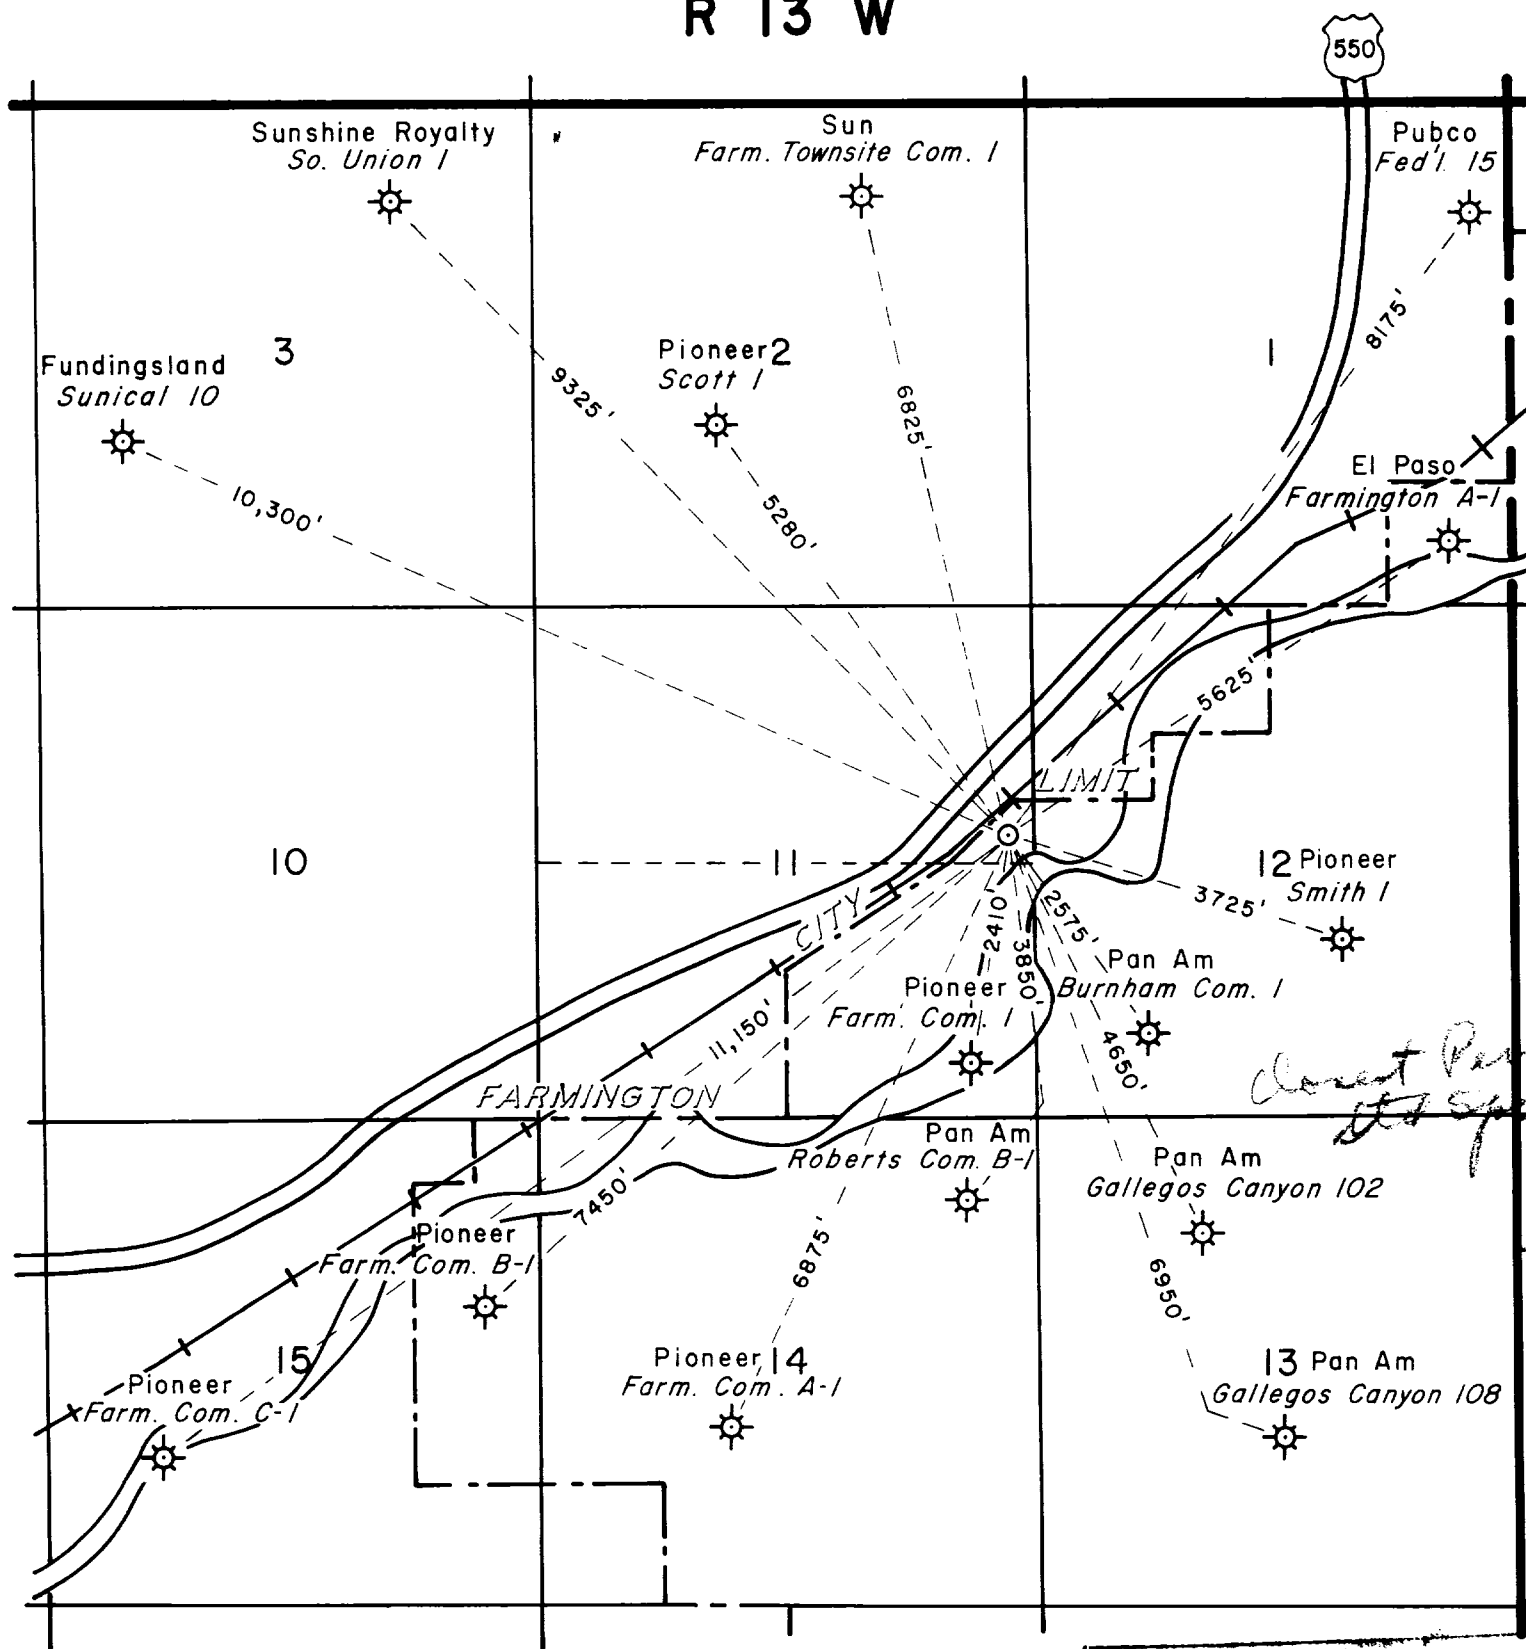 R 13 W
550
Sunshine Royalty
So. Union 1
Sun
Farm. Townsite Com. 1
Pubco
Fed'l. 15
3
Fundingsland
Sunical 10
Pioneer 2
Scott 1
1
8175'
9325'
6825'
10,300'
5280'
El Paso
Farmington A-1
5625'
LIMIT
10
11
12 Pioneer
Smith 1
3725'
CITY
2410'
3850'
2575'
Pan Am
Burnham Com. 1
Pioneer
Farm. Com. 1
11,150'
4650'
FARMINGTON
closest
Pan Am
Roberts Com. B-1
Pan Am
Gallegos Canyon 102
7450'
Pioneer
Farm. Com. B-1
6875'
6950'
15
Pioneer
Farm. Com. C-1
Pioneer 14
Farm. Com. A-1
13 Pan Am
Gallegos Canyon 108